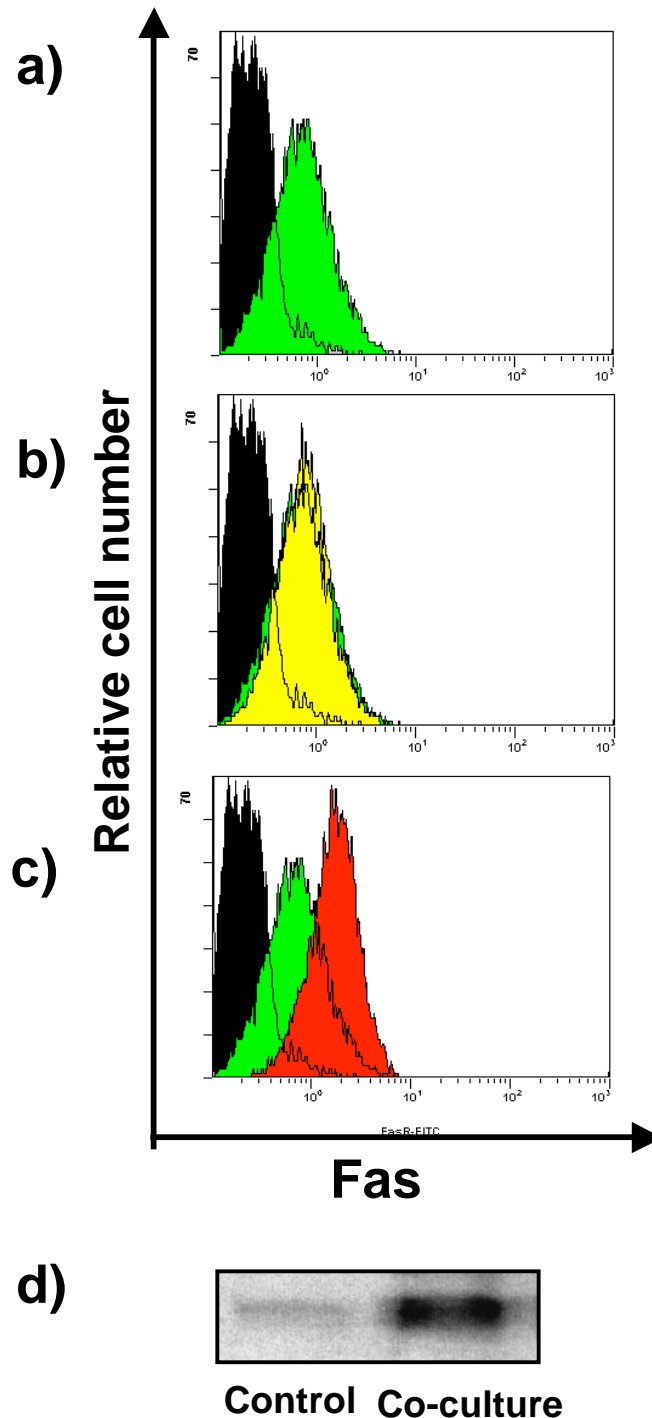 a)
70
10⁰ 10¹ 10² 10³
b)
Relative cell number
70
10⁰ 10¹ 10² 10³
c)
70
10⁰ 10¹ 10² 10³
FasR-FITC
Fas
d)
Control Co-culture